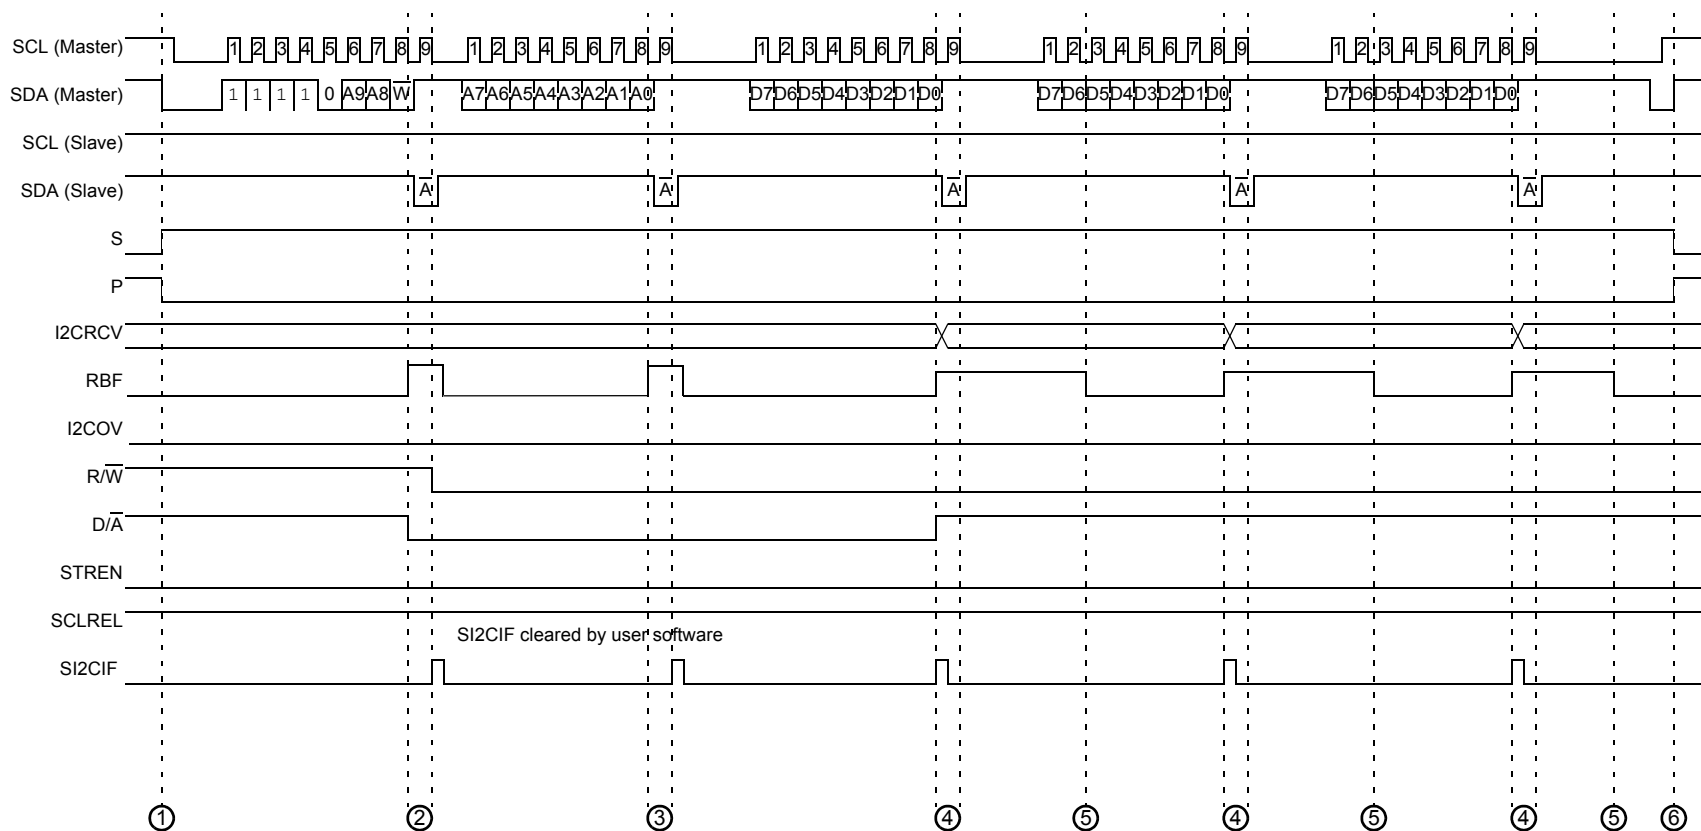 SCL (Master) 1 2 3 4 5 6 7 8 9 1 2 3 4 5 6 7 8 9 1 2 3 4 5 6 7 8 9 1 2 3 4 5 6 7 8 9 1 2 3 4 5 6 7 8 9
SDA (Master) 1 1 1 1 0 A9 A8 W̅ A7 A6 A5 A4 A3 A2 A1 A0 D7 D6 D5 D4 D3 D2 D1 D0 D7 D6 D5 D4 D3 D2 D1 D0 D7 D6 D5 D4 D3 D2 D1 D0
SCL (Slave)
SDA (Slave) A̅ A̅ A̅ A̅ A̅
S
P
I2CRCV
RBF
I2COV
R/W̅
D/A̅
STREN
SCLREL
SI2CIF cleared by user software
SI2CIF
1 2 3 4 5 4 5 4 5 6